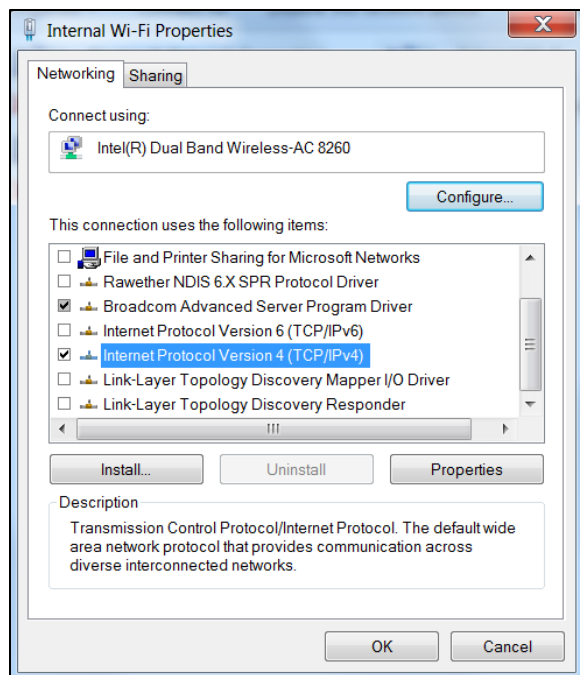 Internal Wi-Fi Properties
Networking Sharing
Connect using:
Intel(R) Dual Band Wireless-AC 8260
Configure...
This connection uses the following items:
File and Printer Sharing for Microsoft Networks
Rawether NDIS 6.X SPR Protocol Driver
Broadcom Advanced Server Program Driver
Internet Protocol Version 6 (TCP/IPv6)
Internet Protocol Version 4 (TCP/IPv4)
Link-Layer Topology Discovery Mapper I/O Driver
Link-Layer Topology Discovery Responder
Install... Uninstall Properties
Description
Transmission Control Protocol/Internet Protocol. The default wide
area network protocol that provides communication across
diverse interconnected networks.
OK Cancel